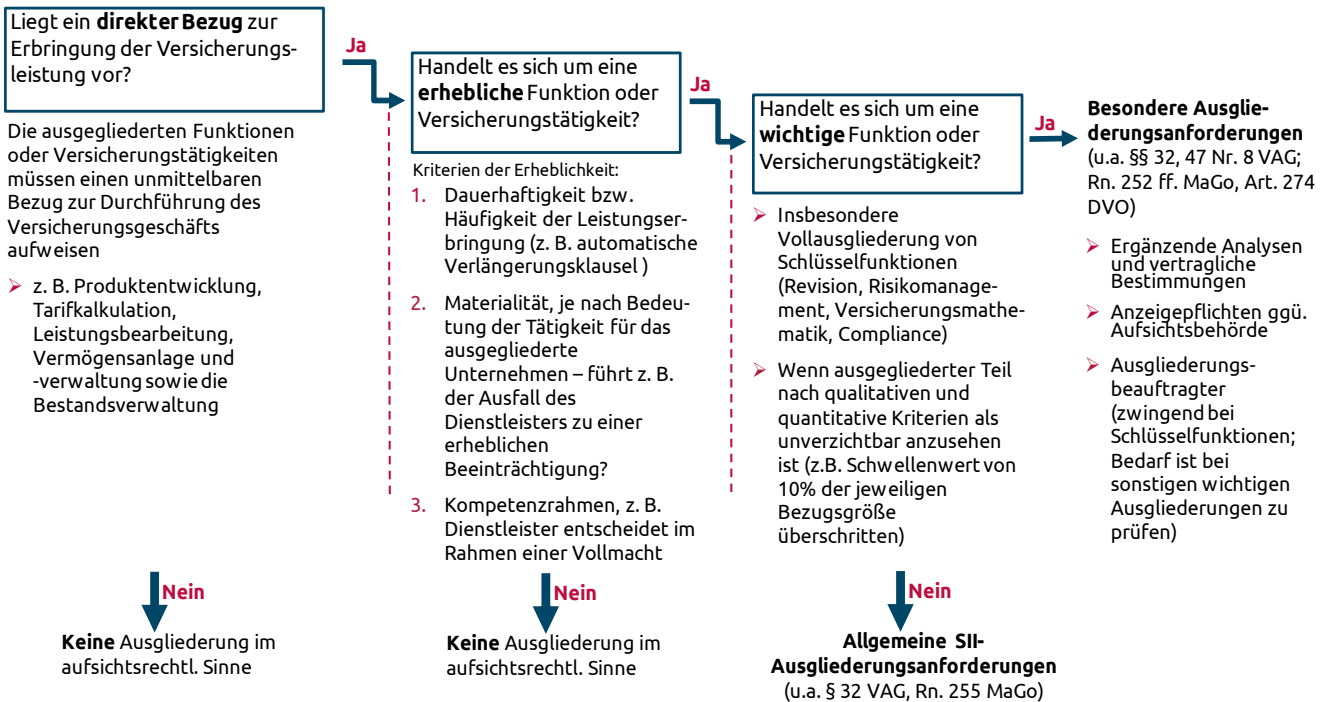 Liegt ein direkter Bezug zur
Erbringung der Versicherungs-
leistung vor?
Ja
Die ausgegliederten Funktionen
oder Versicherungstätigkeiten
müssen einen unmittelbaren
Bezug zur Durchführung des
Versicherungsgeschäfts
aufweisen
z. B. Produktentwicklung,
Tarifkalkulation,
Leistungsbearbeitung,
Vermögensanlage und
-verwaltung sowie die
Bestandsverwaltung
Nein
Keine Ausgliederung im
aufsichtsrechtl. Sinne
Handelt es sich um eine
erhebliche Funktion oder
Versicherungstätigkeit?
Ja
Kriterien der Erheblichkeit:
1. Dauerhaftigkeit bzw.
Häufigkeit der Leistungser-
bringung (z. B. automatische
Verlängerungsklausel )
2. Materialität, je nach Bedeu-
tung der Tätigkeit für das
ausgegliederte
Unternehmen – führt z. B.
der Ausfall des
Dienstleisters zu einer
erheblichen
Beeinträchtigung?
3. Kompetenzrahmen, z. B.
Dienstleister entscheidet im
Rahmen einer Vollmacht
Nein
Keine Ausgliederung im
aufsichtsrechtl. Sinne
Handelt es sich um eine
wichtige Funktion oder
Versicherungstätigkeit?
Ja
Insbesondere
Vollausgliederung von
Schlüsselfunktionen
(Revision, Risikomanage-
ment, Versicherungsmathe-
matik, Compliance)
Wenn ausgegliederter Teil
nach qualitativen und
quantitative Kriterien als
unverzichtbar anzusehen
ist (z.B. Schwellenwert von
10% der jeweiligen
Bezugsgröße
überschritten)
Nein
Allgemeine SII-
Ausgliederungsanforderungen
(u.a. § 32 VAG, Rn. 255 MaGo)
Besondere Ausglie-
derungsanforderungen
(u.a. §§ 32, 47 Nr. 8 VAG;
Rn. 252 ff. MaGo, Art. 274
DVO)
Ergänzende Analysen
und vertragliche
Bestimmungen
Anzeigepflichten ggü.
Aufsichtsbehörde
Ausgliederungs-
beauftragter
(zwingend bei
Schlüsselfunktionen;
Bedarf ist bei
sonstigen wichtigen
Ausgliederungen zu
prüfen)